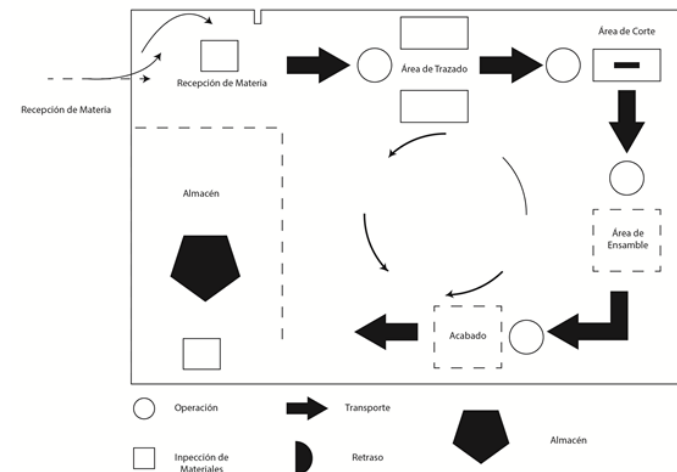 Área de Corte
Área de Trazado
Recepción de Materia
Recepción de Materia
Almacén
Área de
Ensamble
Acabado
Operación
Transporte
Almacén
Inpección de
Materiales
Retraso